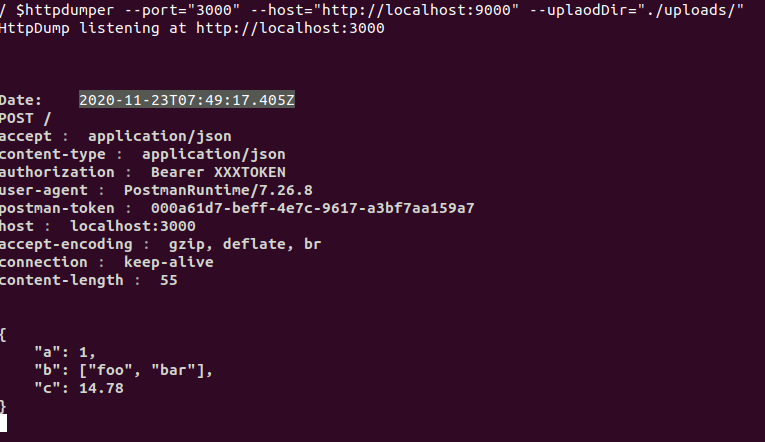 / $httpdumper --port="3000" --host="http://localhost:9000" --uplaodDir="./uploads/"
HttpDump listening at http://localhost:3000
Date:    2020-11-23T07:49:17.405Z
POST /
accept :  application/json
content-type :  application/json
authorization :  Bearer XXXTOKEN
user-agent :  PostmanRuntime/7.26.8
postman-token :  000a61d7-beff-4e7c-9617-a3bf7aa159a7
host :  localhost:3000
accept-encoding :  gzip, deflate, br
connection :  keep-alive
content-length :  55
{
    "a": 1,
    "b": ["foo", "bar"],
    "c": 14.78
}